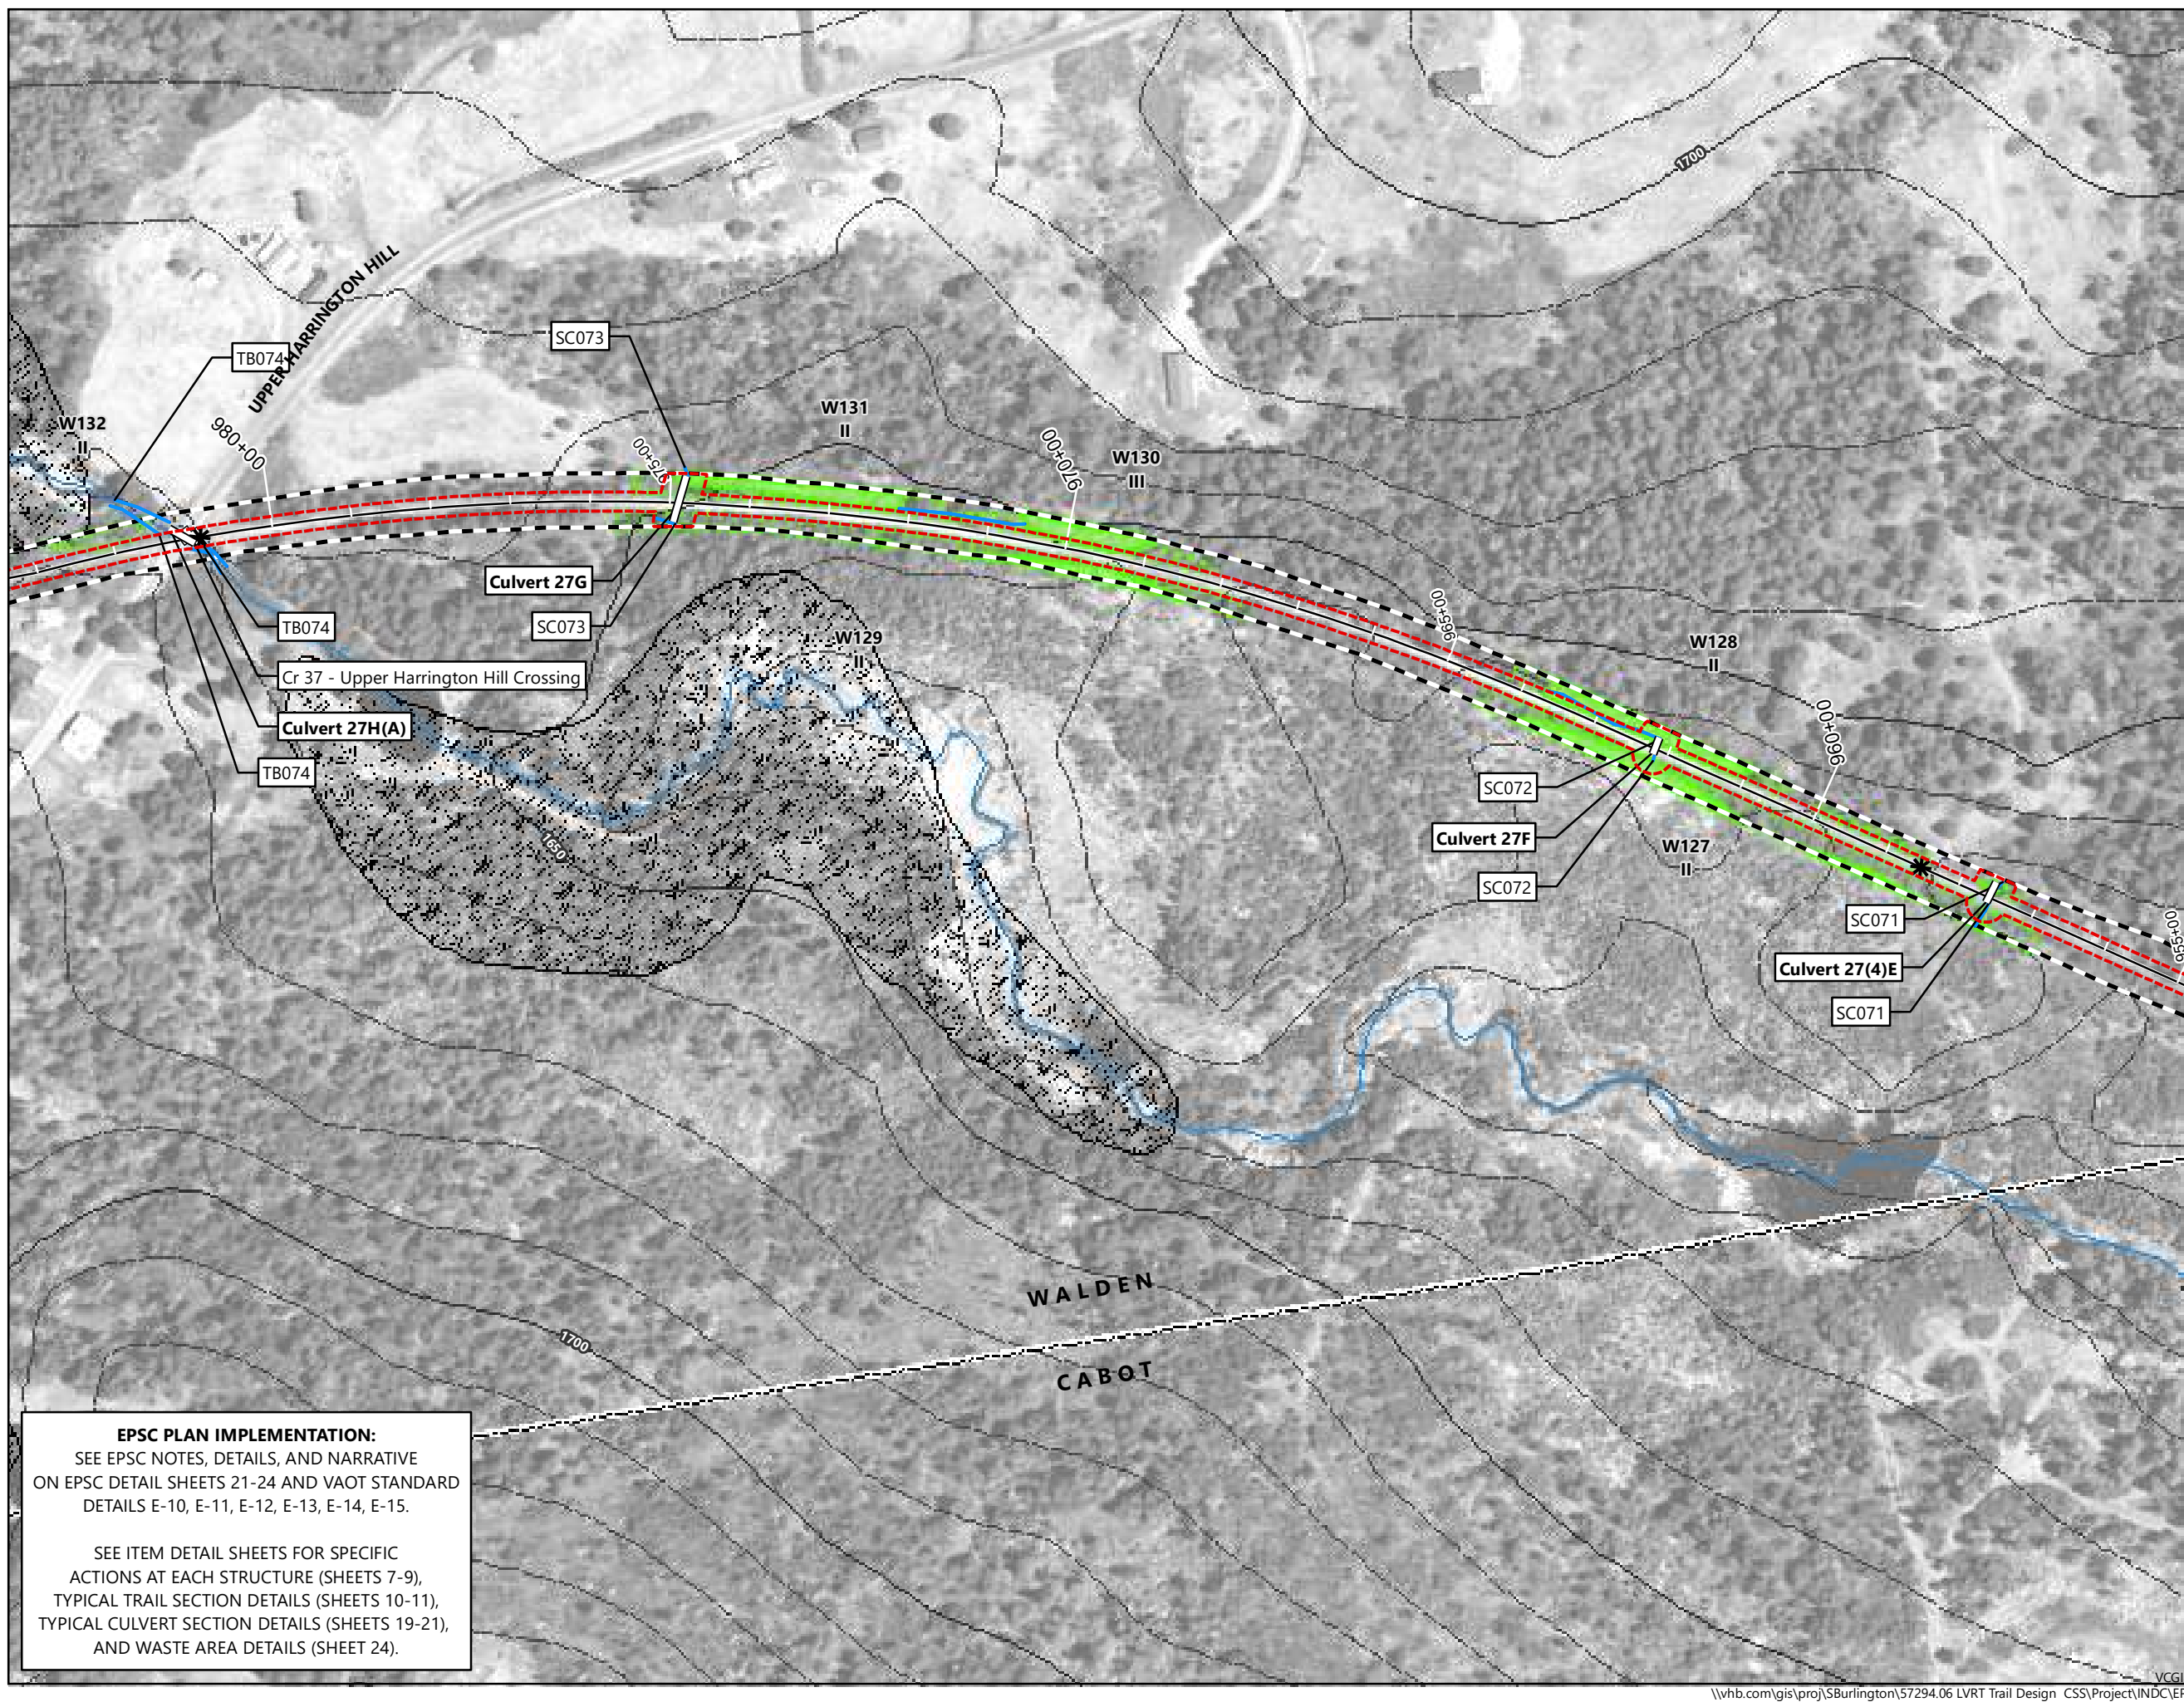 1700
UPPER HARRINGTON HILL
SC073
TB074
W132
II
980+00
W131
II
975+00
970+00
W130
III
Culvert 27G
SC073
965+00
TB074
W129
II
W128
II
Cr 37 - Upper Harrington Hill Crossing
Culvert 27H(A)
960+00
TB074
SC072
Culvert 27F
W127
II
1650
SC072
SC071
955+00
Culvert 27(4)E
SC071
WALDEN
1700
CABOT
EPSC PLAN IMPLEMENTATION:
SEE EPSC NOTES, DETAILS, AND NARRATIVE
ON EPSC DETAIL SHEETS 21-24 AND VAOT STANDARD
DETAILS E-10, E-11, E-12, E-13, E-14, E-15.
SEE ITEM DETAIL SHEETS FOR SPECIFIC
ACTIONS AT EACH STRUCTURE (SHEETS 7-9),
TYPICAL TRAIL SECTION DETAILS (SHEETS 10-11),
TYPICAL CULVERT SECTION DETAILS (SHEETS 19-21),
AND WASTE AREA DETAILS (SHEET 24).
VCGI
\\vhb.com\gis\proj\SBurlington\57294.06 LVRT Trail Design CSS\Project\INDC\